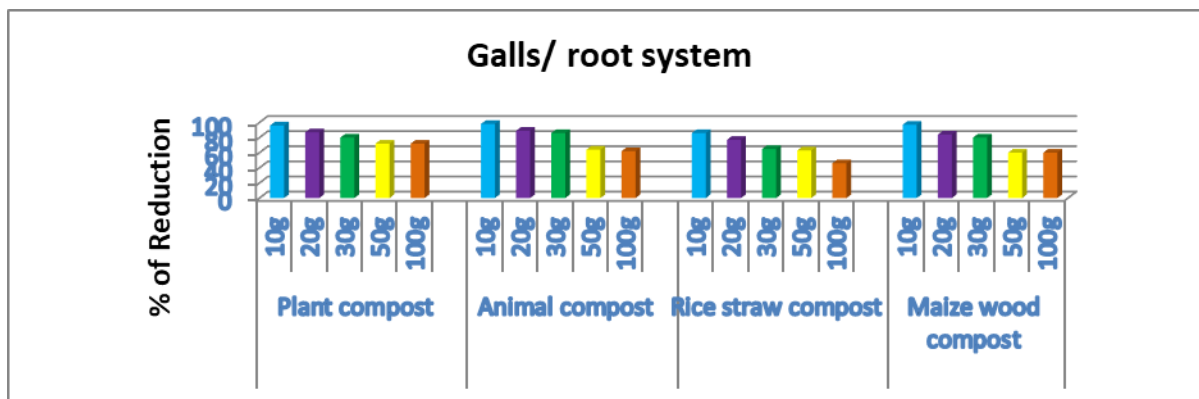 Galls/ root system
% of Reduction
100
80
60
40
20
0
10g 20g 30g 50g 100g 10g 20g 30g 50g 100g 10g 20g 30g 50g 100g 10g 20g 30g 50g 100g
Plant compost Animal compost Rice straw compost Maize wood
compost